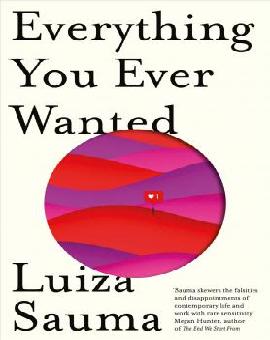 Everything
You Ever
Wanted
1
Luiza
Sauma
'Sauma skewers the falsities
and disappointments of
contemporary life and
work with rare sensitivity'
Megan Hunter, author
of The End We Start From